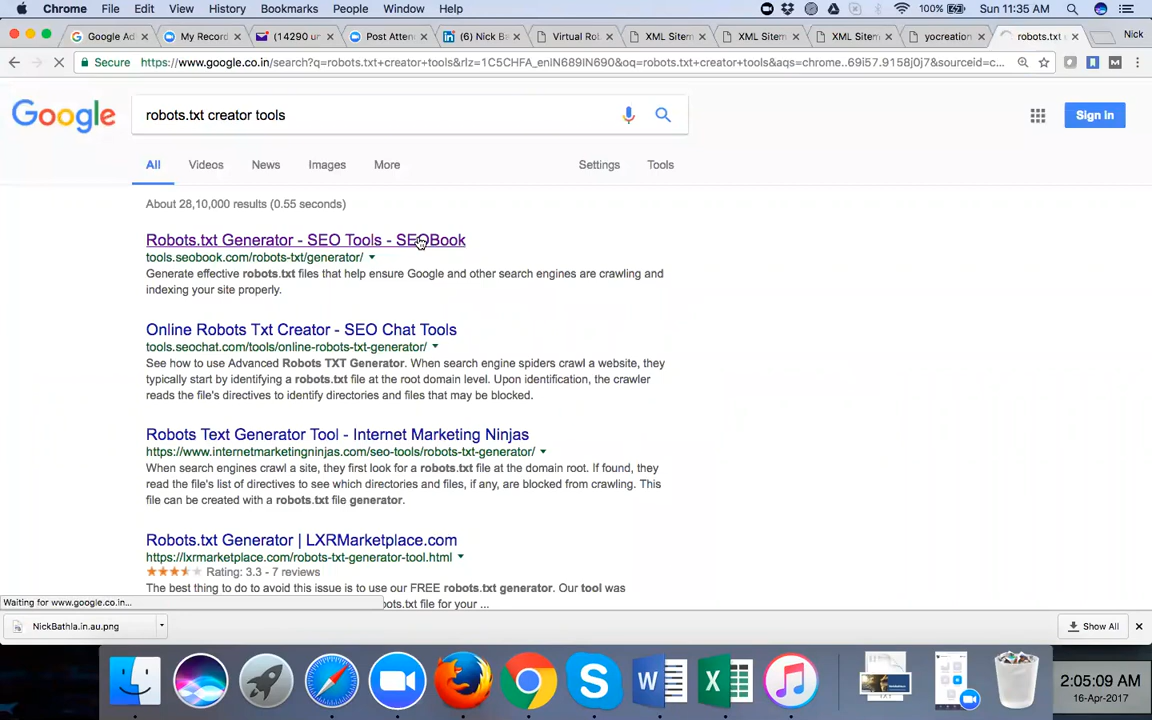 Chrome File Edit View History Bookmarks People Window Help 100% Sun 11:35 AM
Google Ad My Record (14290 un Post Atten (6) Nick Ba Virtual Ro XML Sitem XML Sitem XML Sitem yocreation robots.txt Nick
Secure https://www.google.co.in/search?q=robots.txt+creator+tools&rlz=1C5CHFA_enIN689IN690&oq=robots.txt+creator+tools&aqs=chrome..69i57.9158j0j7&sourceid=c...
Google
robots.txt creator tools
Sign in
All Videos News Images More Settings Tools
About 28,10,000 results (0.55 seconds)
Robots.txt Generator - SEO Tools - SEOBook
tools.seobook.com/robots-txt/generator/
Generate effective robots.txt files that help ensure Google and other search engines are crawling and
indexing your site properly.
Online Robots Txt Creator - SEO Chat Tools
tools.seochat.com/tools/online-robots-txt-generator/
See how to use Advanced Robots TXT Generator. When search engine spiders crawl a website, they
typically start by identifying a robots.txt file at the root domain level. Upon identification, the crawler
reads the file's directives to identify directories and files that may be blocked.
Robots Text Generator Tool - Internet Marketing Ninjas
https://www.internetmarketingninjas.com/seo-tools/robots-txt-generator/
When search engines crawl a site, they first look for a robots.txt file at the domain root. If found, they
read the file's list of directives to see which directories and files, if any, are blocked from crawling. This
file can be created with a robots.txt file generator.
Robots.txt Generator | LXRMarketplace.com
https://lxrmarketplace.com/robots-txt-generator-tool.html
Rating: 3.3 - 7 reviews
The best thing to do to avoid this issue is to use our FREE robots.txt generator. Our tool was
Waiting for www.google.co.in... bots.txt file for your ...
NickBathla.in.au.png Show All
2:05:09 AM
16-Apr-2017